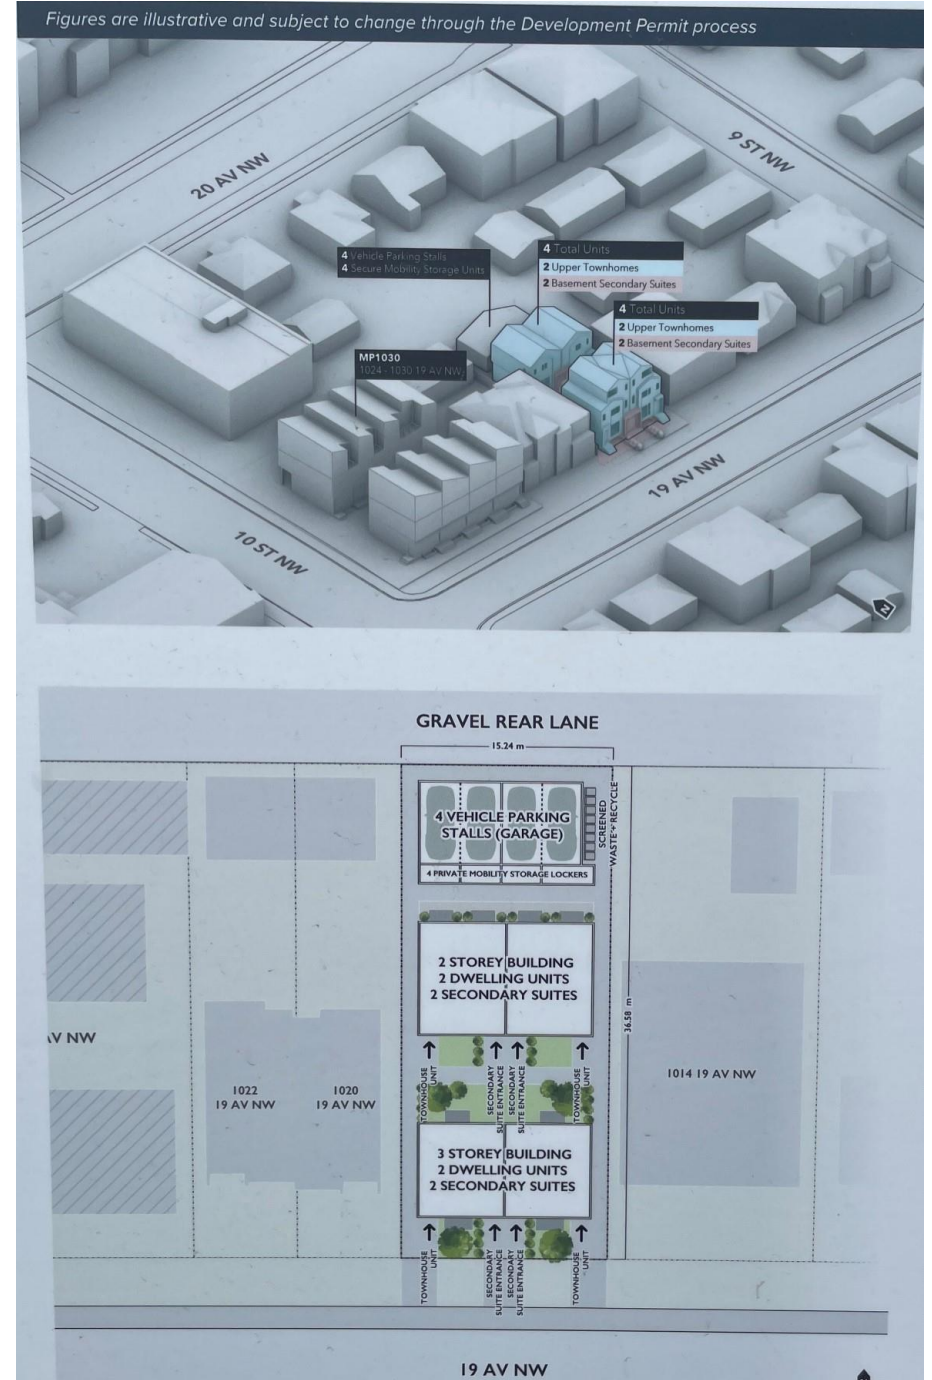 Figures are illustrative and subject to change through the Development Permit process
20 AV NW
9 ST NW
4 Vehicle Parking Stalls
4 Secure Mobility Storage Units
4 Total Units
2 Upper Townhomes
2 Basement Secondary Suites
4 Total Units
2 Upper Townhomes
2 Basement Secondary Suites
MP1030
1024 - 1030 19 AV NW
19 AV NW
10 ST NW
N
GRAVEL REAR LANE
15.24 m
4 VEHICLE PARKING
STALLS (GARAGE)
SCREENED
WASTE + RECYCLE
4 PRIVATE MOBILITY STORAGE LOCKERS
2 STOREY BUILDING
2 DWELLING UNITS
2 SECONDARY SUITES
36.58 m
AV NW
1022
19 AV NW
1020
19 AV NW
1014 19 AV NW
TOWNHOUSE
UNIT
SECONDARY
SUITE ENTRANCE
SECONDARY
SUITE ENTRANCE
TOWNHOUSE
UNIT
3 STOREY BUILDING
2 DWELLING UNITS
2 SECONDARY SUITES
TOWNHOUSE
UNIT
SECONDARY
SUITE ENTRANCE
SECONDARY
SUITE ENTRANCE
TOWNHOUSE
UNIT
19 AV NW